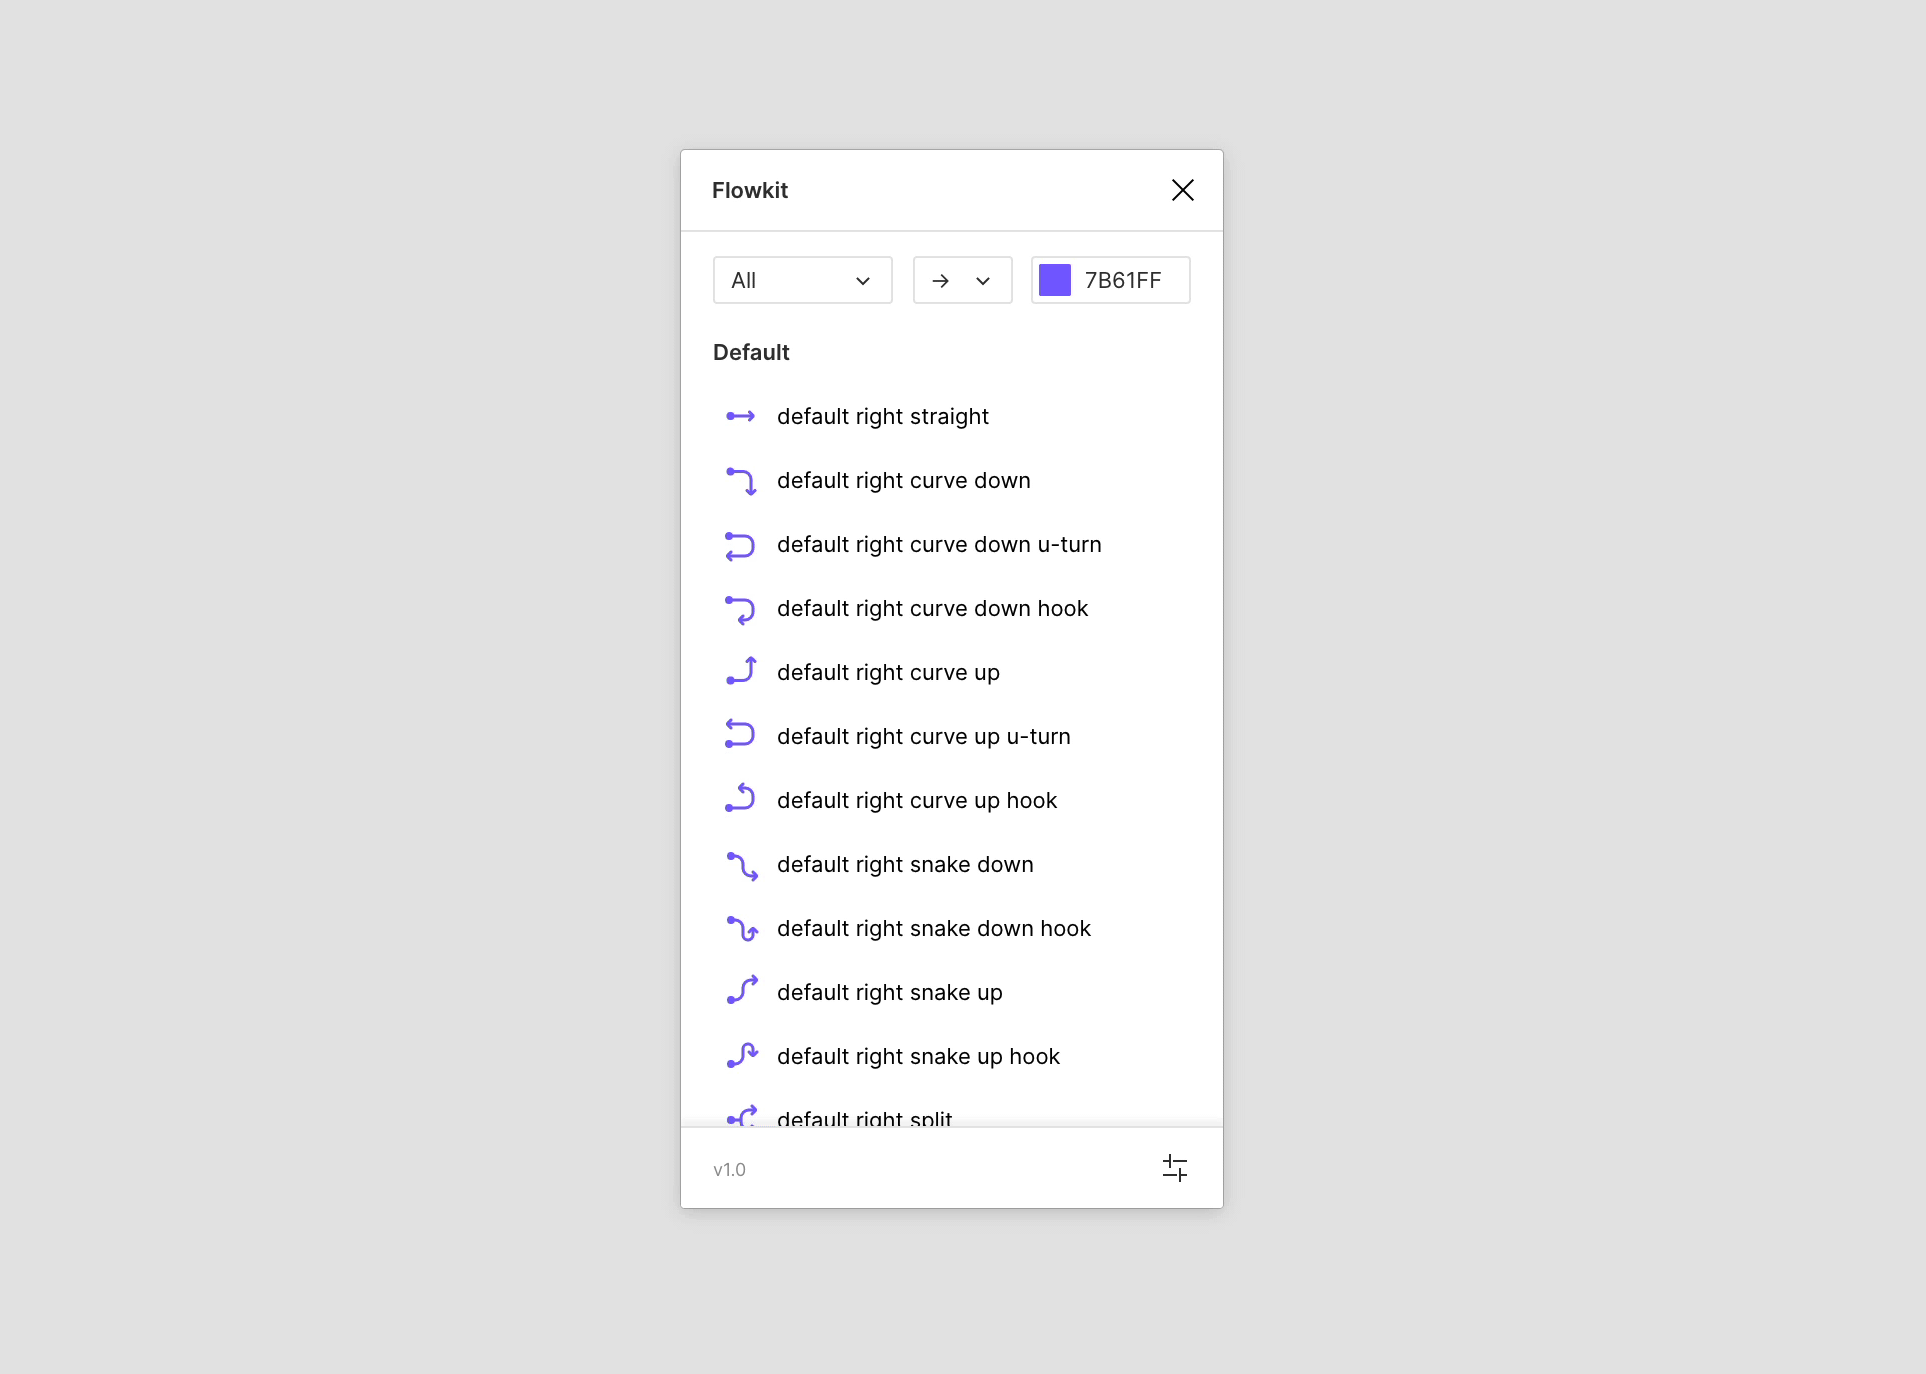 Flowkit
All
7B61FF
Default
default right straight
default right curve down
default right curve down u-turn
default right curve down hook
default right curve up
default right curve up u-turn
default right curve up hook
default right snake down
default right snake down hook
default right snake up
default right snake up hook
default right split
v1.0